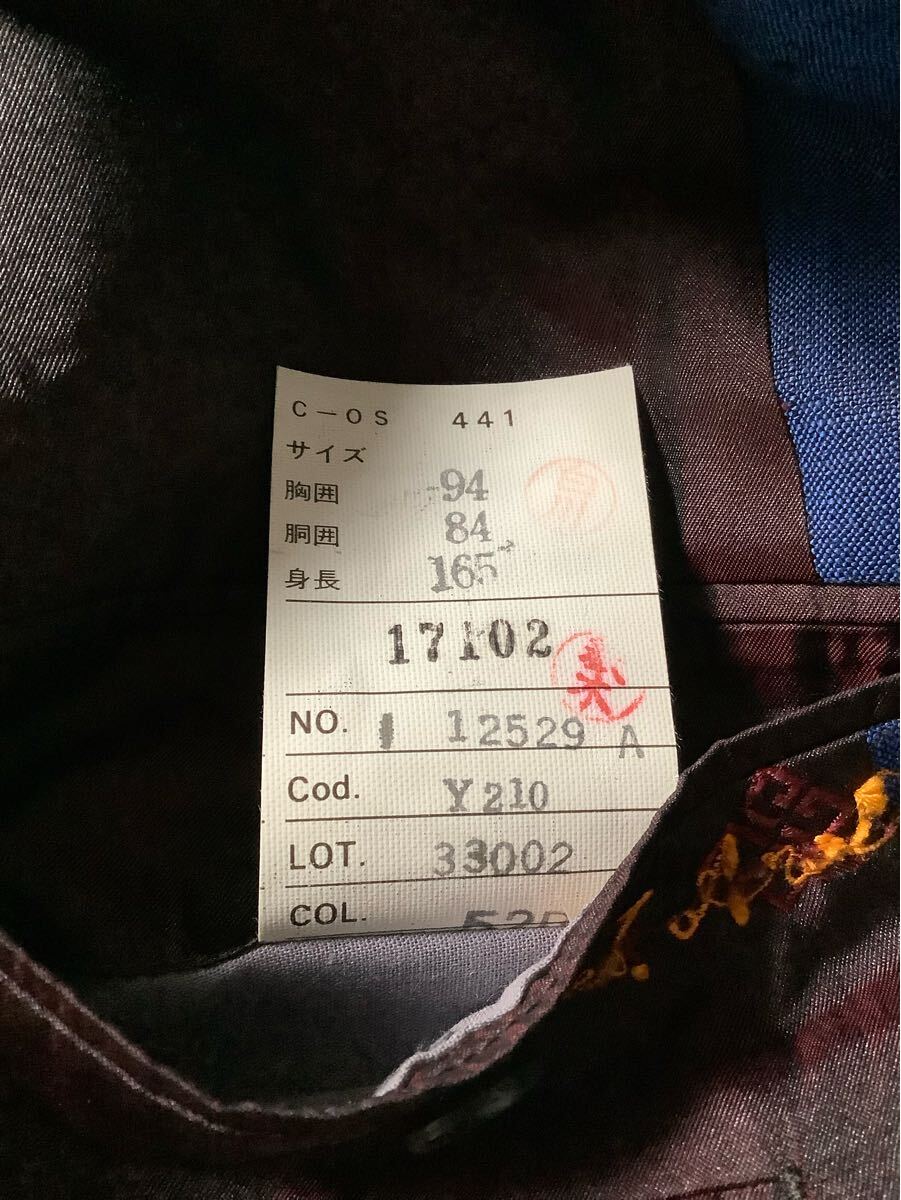 C-OS 441
サイズ
胸囲 94
胴囲 84
身長 165
17102
NO. 12529 A
Cod. Y210
LOT. 33002
COL.